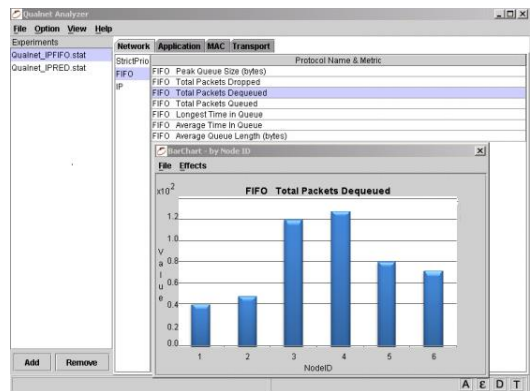 Qualnet Analyzer
File Option View Help
Experiments
Qualnet_IPFIFO.stat
Qualnet_IPRED.stat
Network Application MAC Transport
StrictPrio
FIFO
IP
Protocol Name & Metric
FIFO Peak Queue Size (bytes)
FIFO Total Packets Dropped
FIFO Total Packets Dequeued
FIFO Total Packets Queued
FIFO Longest Time in Queue
FIFO Average Time In Queue
FIFO Average Queue Length (bytes)
BarChart - by Node ID
File Effects
x10²
FIFO Total Packets Dequeued
1.2
1.0
0.8
0.6
0.4
0.2
0.0
Value
1 2 3 4 5 6
NodeID
Add Remove
A E D T